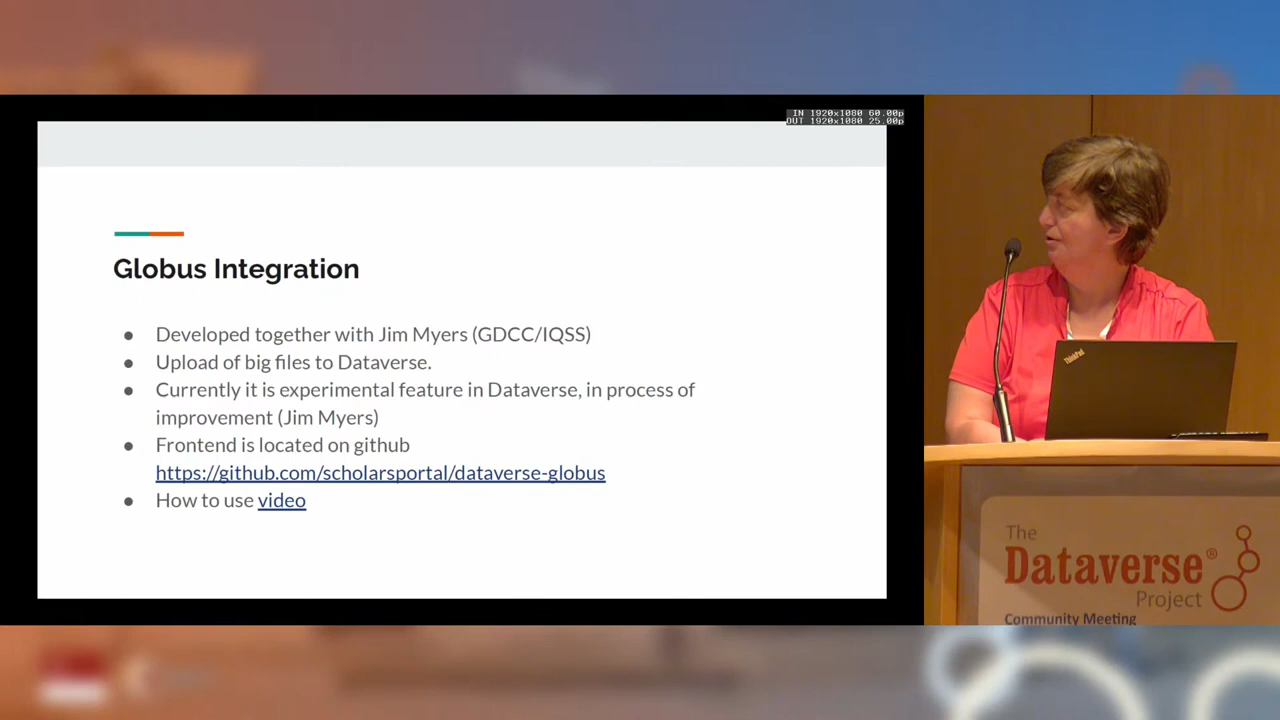 IN 1920x1080 60.00p
OUT 1920x1080 25.00p
Globus Integration
● Developed together with Jim Myers (GDCC/IQSS)
● Upload of big files to Dataverse.
● Currently it is experimental feature in Dataverse, in process of
improvement (Jim Myers)
● Frontend is located on github
https://github.com/scholarsportal/dataverse-globus
● How to use video
ThinkPad
The
Dataverse®
Project
Community Meeting